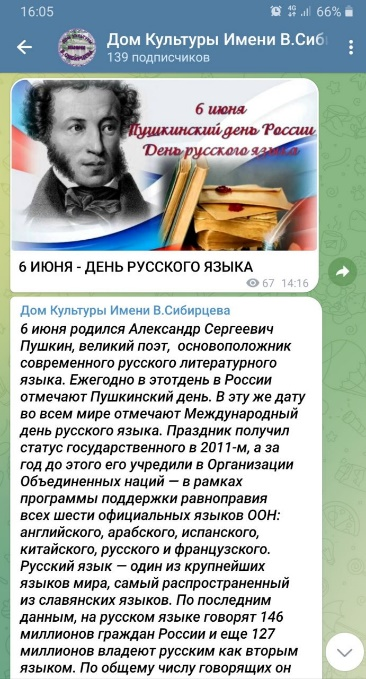 16:05
4G
66%
Дом Культуры Имени В.Сиб
139 подписчиков
6 июня
Пушкинский день России
День русского языка
6 ИЮНЯ - ДЕНЬ РУССКОГО ЯЗЫКА
67 14:16
Дом Культуры Имени В.Сибирцева
6 июня родился Александр Сергеевич
Пушкин, великий поэт, основоположник
современного русского литературного
языка. Ежегодно в этотдень в России
отмечают Пушкинский день. В эту же дату
во всем мире отмечают Международный
день русского языка. Праздник получил
статус государственного в 2011-м, а за
год до этого его учредили в Организации
Объединенных наций — в рамках
программы поддержки равноправия
всех шести официальных языков ООН:
английского, арабского, испанского,
китайского, русского и французского.
Русский язык — один из крупнейших
языков мира, самый распространенный
из славянских языков. По последним
данным, на русском языке говорят 146
миллионов граждан России и еще 127
миллионов владеют русским как вторым
языком. По общему числу говорящих он